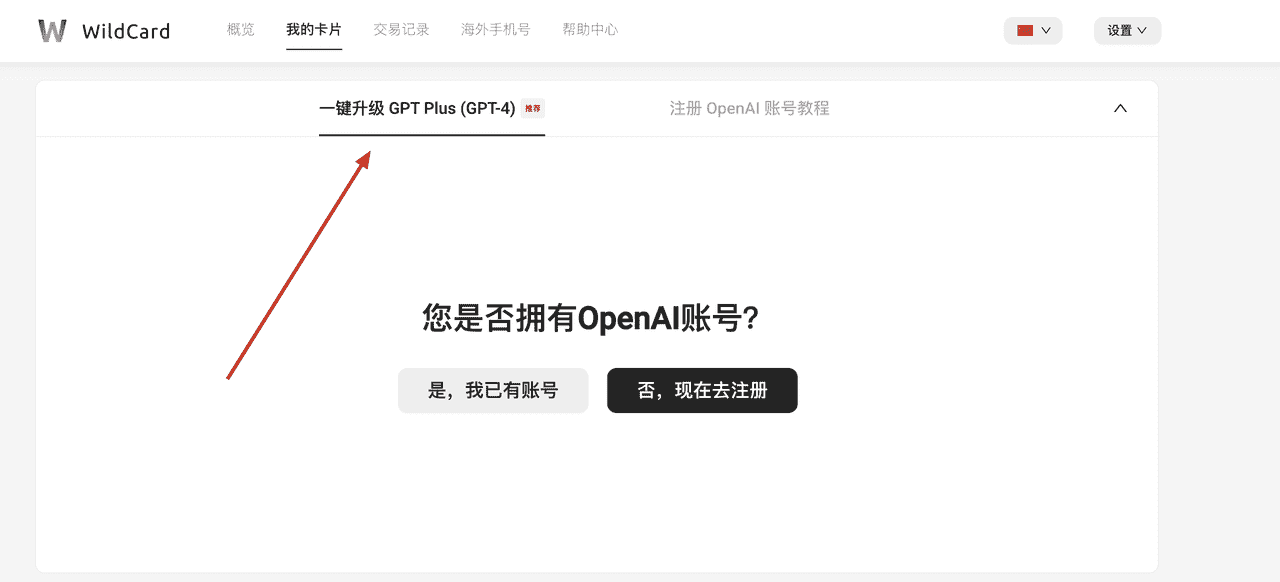 WildCard 概览 我的卡片 交易记录 海外手机号 帮助中心 设置
一键升级 GPT Plus (GPT-4) 推荐 注册 OpenAI 账号教程
您是否拥有OpenAI账号?
是，我已有账号 否，现在去注册